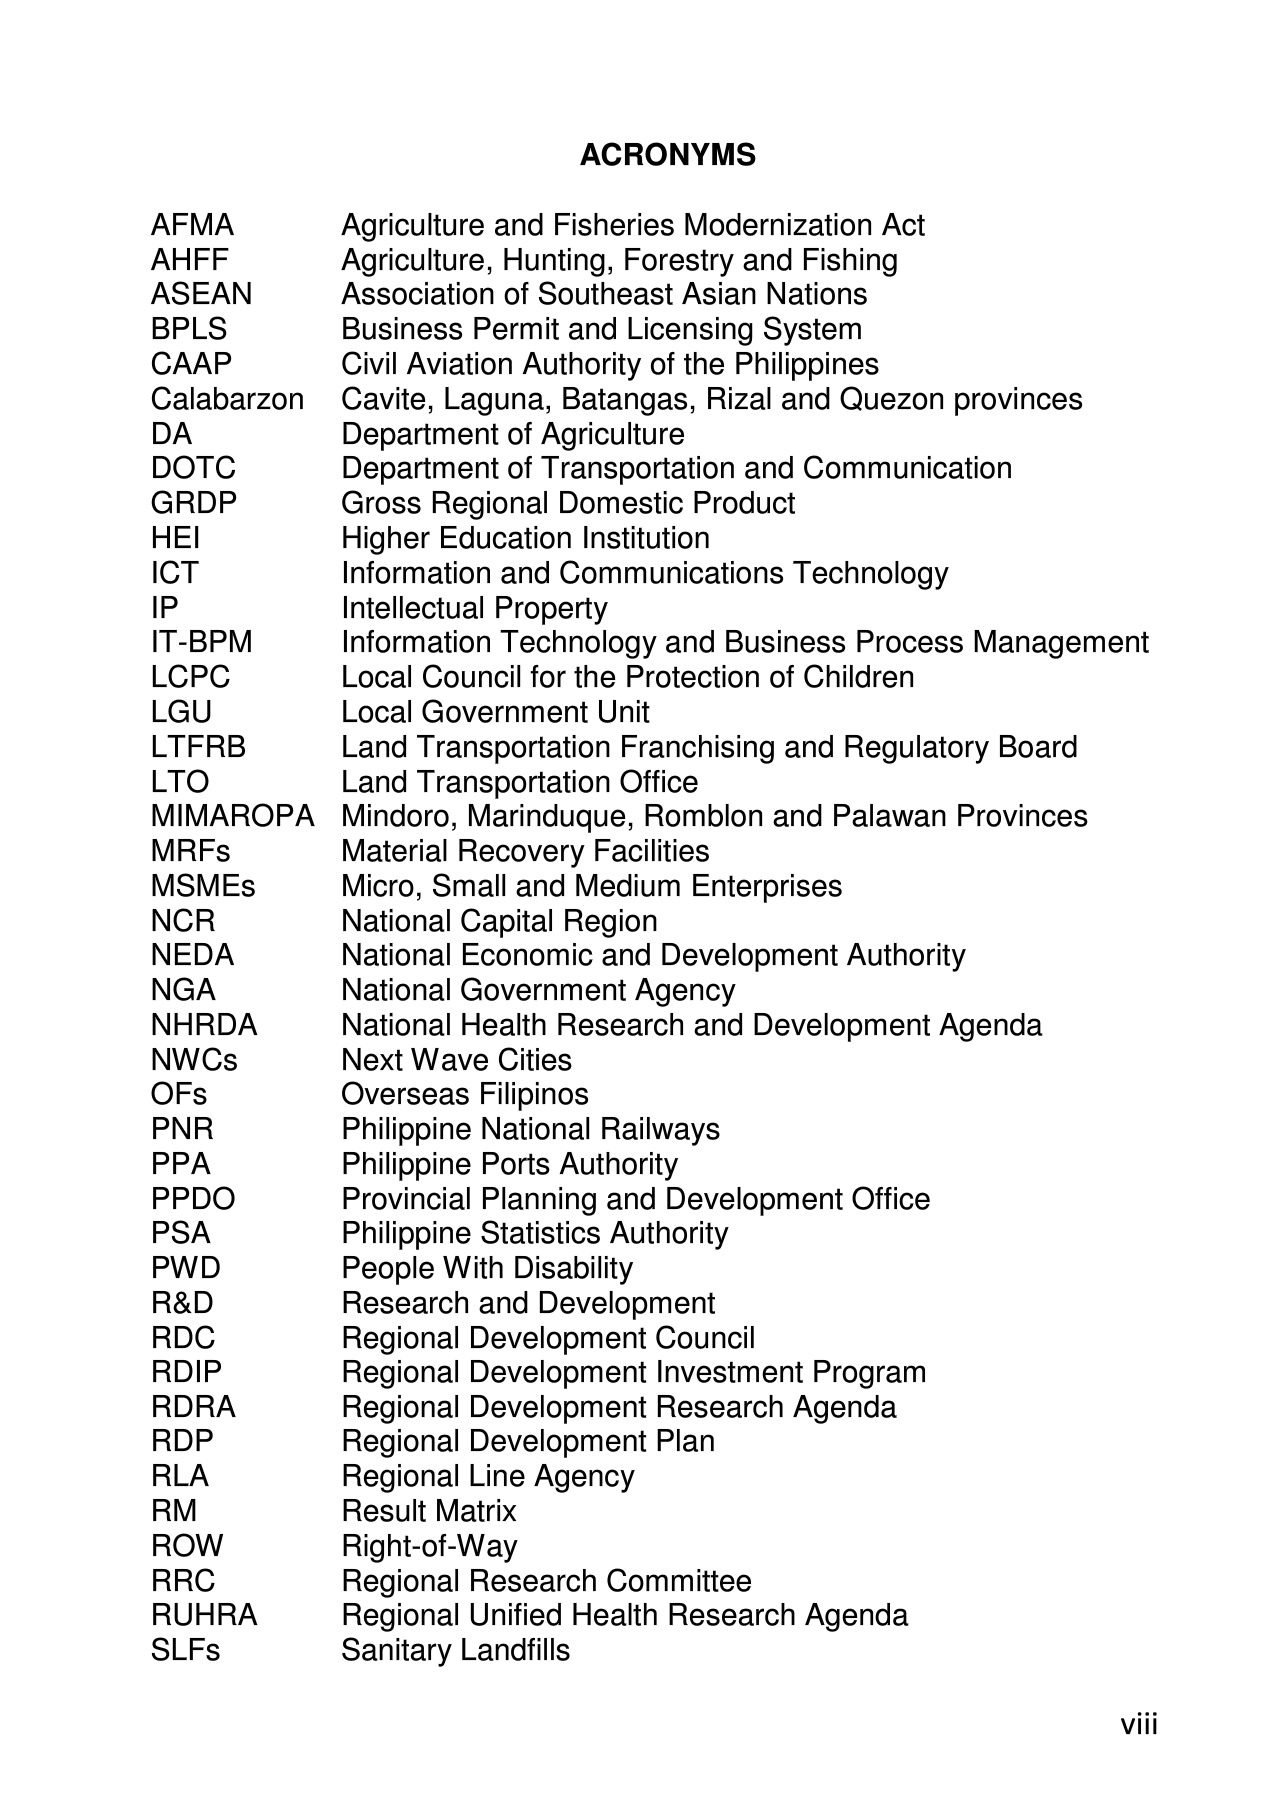 ACRONYMS
AFMA Agriculture and Fisheries Modernization Act
AHFF Agriculture, Hunting, Forestry and Fishing
ASEAN Association of Southeast Asian Nations
BPLS Business Permit and Licensing System
CAAP Civil Aviation Authority of the Philippines
Calabarzon Cavite, Laguna, Batangas, Rizal and Quezon provinces
DA Department of Agriculture
DOTC Department of Transportation and Communication
GRDP Gross Regional Domestic Product
HEI Higher Education Institution
ICT Information and Communications Technology
IP Intellectual Property
IT-BPM Information Technology and Business Process Management
LCPC Local Council for the Protection of Children
LGU Local Government Unit
LTFRB Land Transportation Franchising and Regulatory Board
LTO Land Transportation Office
MIMAROPA Mindoro, Marinduque, Romblon and Palawan Provinces
MRFs Material Recovery Facilities
MSMEs Micro, Small and Medium Enterprises
NCR National Capital Region
NEDA National Economic and Development Authority
NGA National Government Agency
NHRDA National Health Research and Development Agenda
NWCs Next Wave Cities
OFs Overseas Filipinos
PNR Philippine National Railways
PPA Philippine Ports Authority
PPDO Provincial Planning and Development Office
PSA Philippine Statistics Authority
PWD People With Disability
R&D Research and Development
RDC Regional Development Council
RDIP Regional Development Investment Program
RDRA Regional Development Research Agenda
RDP Regional Development Plan
RLA Regional Line Agency
RM Result Matrix
ROW Right-of-Way
RRC Regional Research Committee
RUHRA Regional Unified Health Research Agenda
SLFs Sanitary Landfills
viii